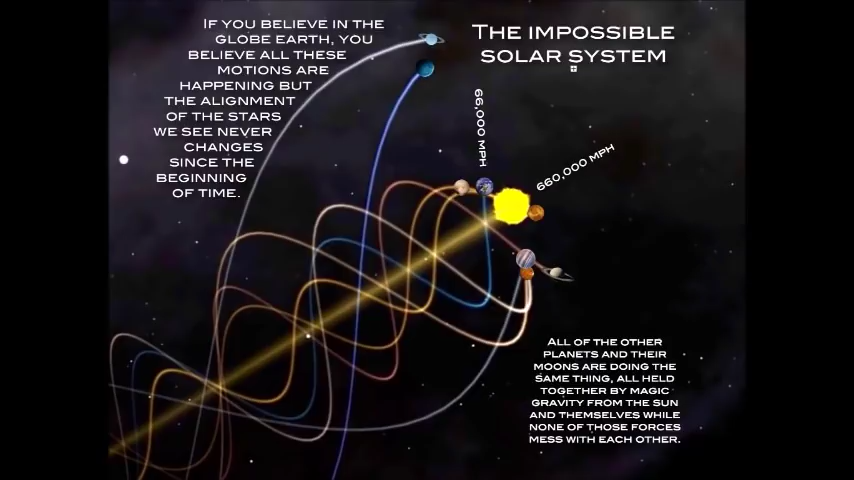 If you believe in the
globe earth, you
believe all these
motions are
happening but
the alignment
of the stars
we see never
changes
since the
beginning
of time.
The impossible
solar system
66,000 mph
660,000 mph
All of the other
planets and their
moons are doing the
same thing, all held
together by magic
gravity from the sun
and themselves while
none of those forces
mess with each other.